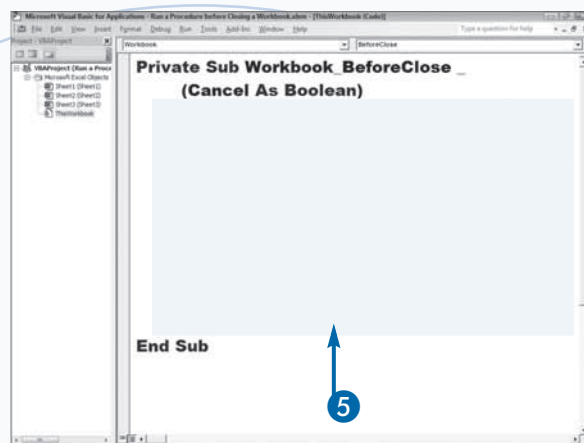 Microsoft Visual Basic for Applications - Run a Procedure before Closing a Workbook.xlsm - [ThisWorkbook (Code)]
File Edit View Insert Format Debug Run Tools Add-Ins Window Help
Type a question for help
Project - VBAProject
Workbook
BeforeClose
VBAProject (Run a Proce
Microsoft Excel Objects
Sheet1 (Sheet1)
Sheet2 (Sheet2)
Sheet3 (Sheet3)
ThisWorkbook
Private Sub Workbook_BeforeClose _
(Cancel As Boolean)
End Sub
5